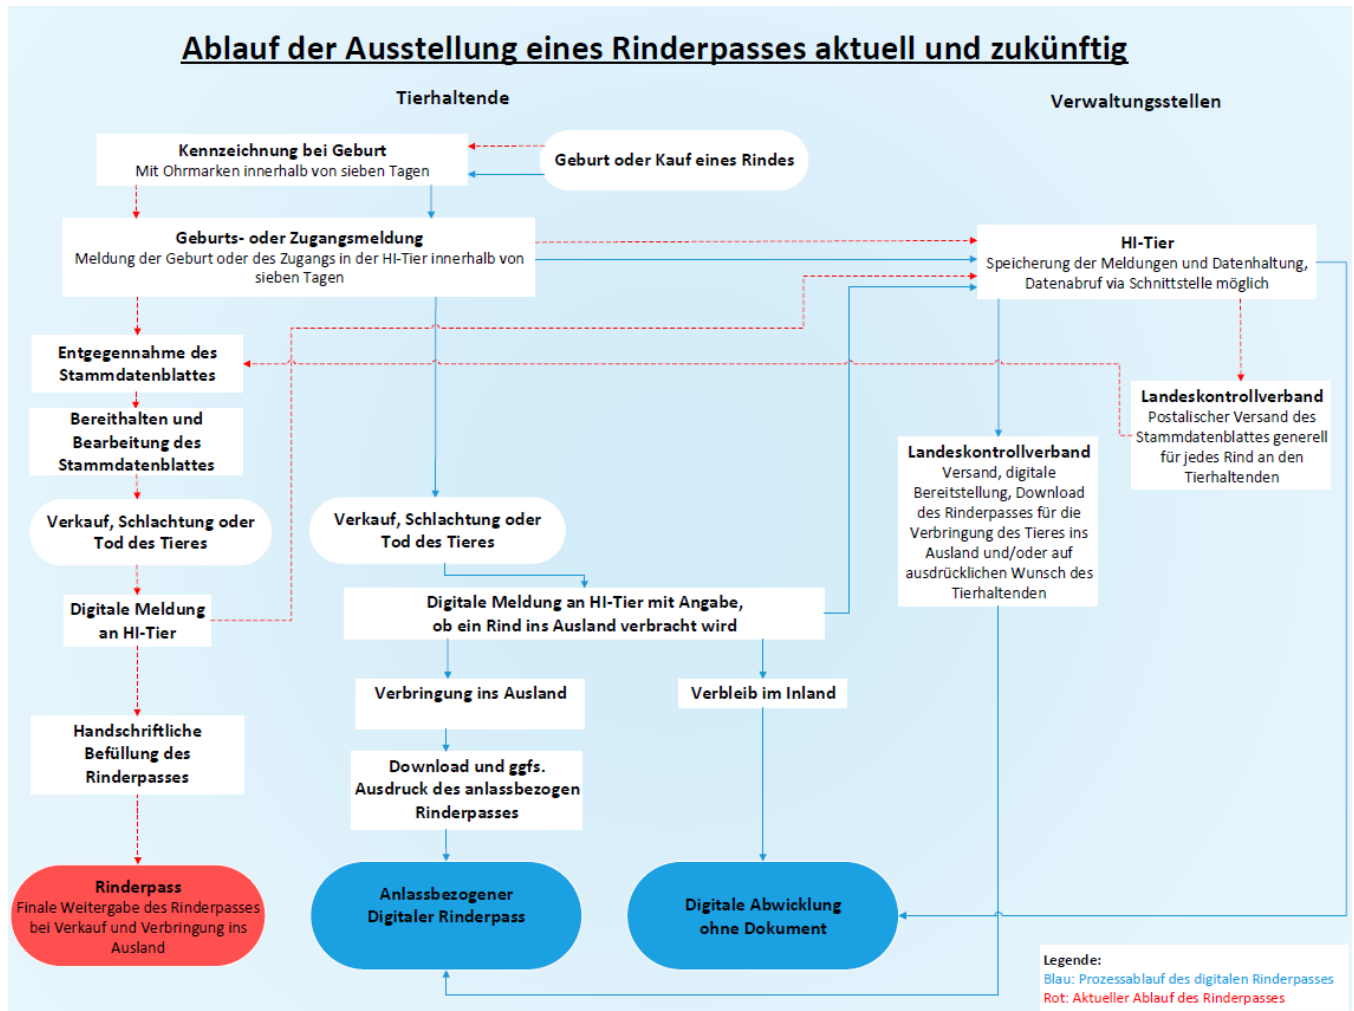 Ablauf der Ausstellung eines Rinderpasses aktuell und zukünftig
Tierhaltende
Verwaltungsstellen
Kennzeichnung bei Geburt
Mit Ohrmarken innerhalb von sieben Tagen
Geburt oder Kauf eines Rindes
Geburts- oder Zugangsmeldung
Meldung der Geburt oder des Zugangs in der HI-Tier innerhalb von
sieben Tagen
HI-Tier
Speicherung der Meldungen und Datenhaltung,
Datenabruf via Schnittstelle möglich
Entgegennahme des
Stammdatenblattes
Landeskontrollverband
Postalischer Versand des
Stammdatenblattes generell
für jedes Rind an den
Tierhaltenden
Bereithalten und
Bearbeitung des
Stammdatenblattes
Landeskontrollverband
Versand, digitale
Bereitstellung, Download
des Rinderpasses für die
Verbringung des Tieres ins
Ausland und/oder auf
ausdrücklichen Wunsch des
Tierhaltenden
Verkauf, Schlachtung oder
Tod des Tieres
Verkauf, Schlachtung oder
Tod des Tieres
Digitale Meldung
an HI-Tier
Digitale Meldung an HI-Tier mit Angabe,
ob ein Rind ins Ausland verbracht wird
Verbringung ins Ausland
Verbleib im Inland
Handschriftliche
Befüllung des
Rinderpasses
Download und ggfs.
Ausdruck des anlassbezogen
Rinderpasses
Rinderpass
Finale Weitergabe des Rinderpasses
bei Verkauf und Verbringung ins
Ausland
Anlassbezogener
Digitaler Rinderpass
Digitale Abwicklung
ohne Dokument
Legende:
Blau: Prozessablauf des digitalen Rinderpasses
Rot: Aktueller Ablauf des Rinderpasses